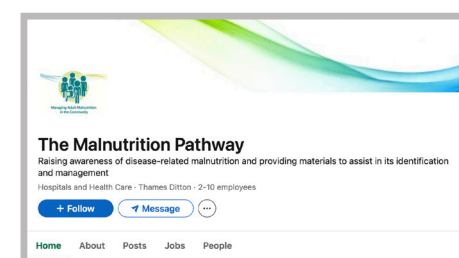 Managing Adult Malnutrition
in the Community
The Malnutrition Pathway
Raising awareness of disease-related malnutrition and providing materials to assist in its identification
and management
Hospitals and Health Care · Thames Ditton · 2-10 employees
+ Follow
Message
Home About Posts Jobs People